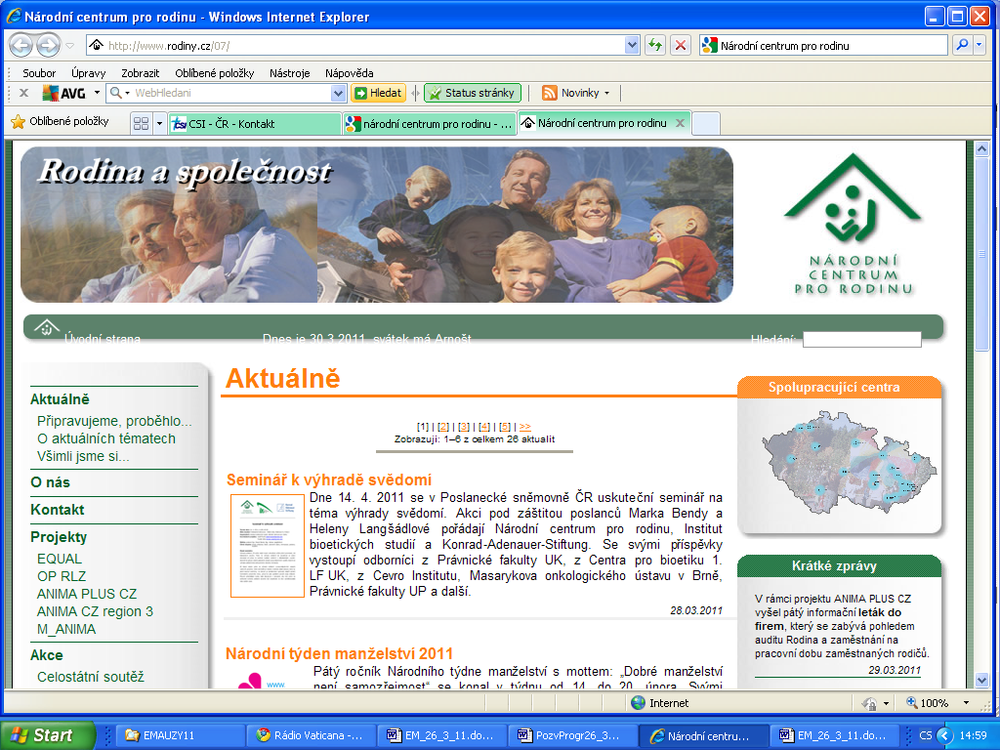 Národní centrum pro rodinu - Windows Internet Explorer
http://www.rodiny.cz/07/
Národní centrum pro rodinu
Soubor Úpravy Zobrazit Oblíbené položky Nástroje Nápověda
AVG WebHledani Hledat Status stránky Novinky
Oblíbené položky
CSI - ČR - Kontakt
národní centrum pro rodinu - ...
Národní centrum pro rodinu
Rodina a společnost
NÁRODNÍ
CENTRUM
PRO RODINU
Úvodní strana
Dnes je 30.3.2011, svátek má Arnošt
Hledání:
Aktuálně
Připravujeme, proběhlo...
O aktuálních tématech
Všimli jsme si...
O nás
Kontakt
Projekty
EQUAL
OP RLZ
ANIMA PLUS CZ
ANIMA CZ region 3
M_ANIMA
Akce
Celostátní soutěž
Aktuálně
[1] | [2] | [3] | [4] | [5] | >>
Zobrazuji: 1–6 z celkem 26 aktualit
Seminář k výhradě svědomí
Dne 14. 4. 2011 se v Poslanecké sněmovně ČR uskuteční seminář na
téma výhrady svědomí. Akci pod záštitou poslanců Marka Bendy a
Heleny Langšádlové pořádají Národní centrum pro rodinu, Institut
bioetických studií a Konrad-Adenauer-Stiftung. Se svými příspěvky
vystoupí odborníci z Právnické fakulty UK, z Centra pro bioetiku 1.
LF UK, z Cevro Institutu, Masarykova onkologického ústavu v Brně,
Právnické fakulty UP a další.
28.03.2011
Národní týden manželství 2011
www.
Pátý ročník Národního týdne manželství s mottem: „Dobré manželství
není samozřejmost“ se konal v týdnu od 14. do 20. února. Svými
Spolupracující centra
Krátké zprávy
V rámci projektu ANIMA PLUS CZ
vyšel pátý informační leták do
firem, který se zabývá pohledem
auditu Rodina a zaměstnání na
pracovní dobu zaměstnaných rodičů.
29.03.2011
Internet
100%
Start
EMAUZY11
Rádio Vaticana -...
EM_26_3_11.do...
PozvProgr26_3...
Národní centru...
EM_26_3_11.do...
CS
14:59